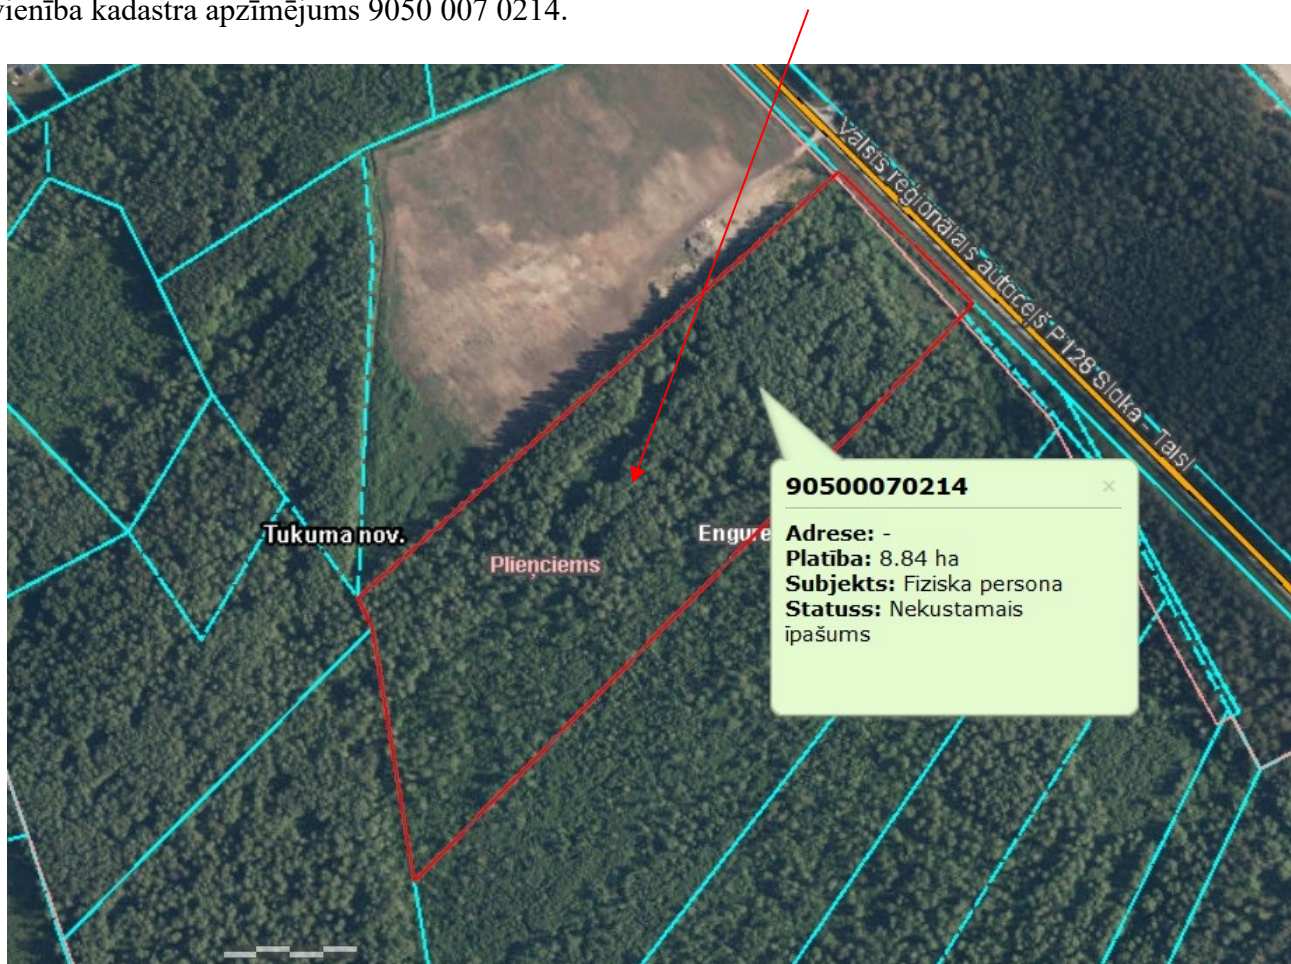 vienība kadastra apzīmējums 9050 007 0214.
Valsts reģionālais autoceļš P128 Sloka - Talsi
90500070214 ×
Adrese: -
Tukuma nov.
Engure
Platība: 8.84 ha
Plieņciems
Subjekts: Fiziska persona
Statuss: Nekustamais
īpašums